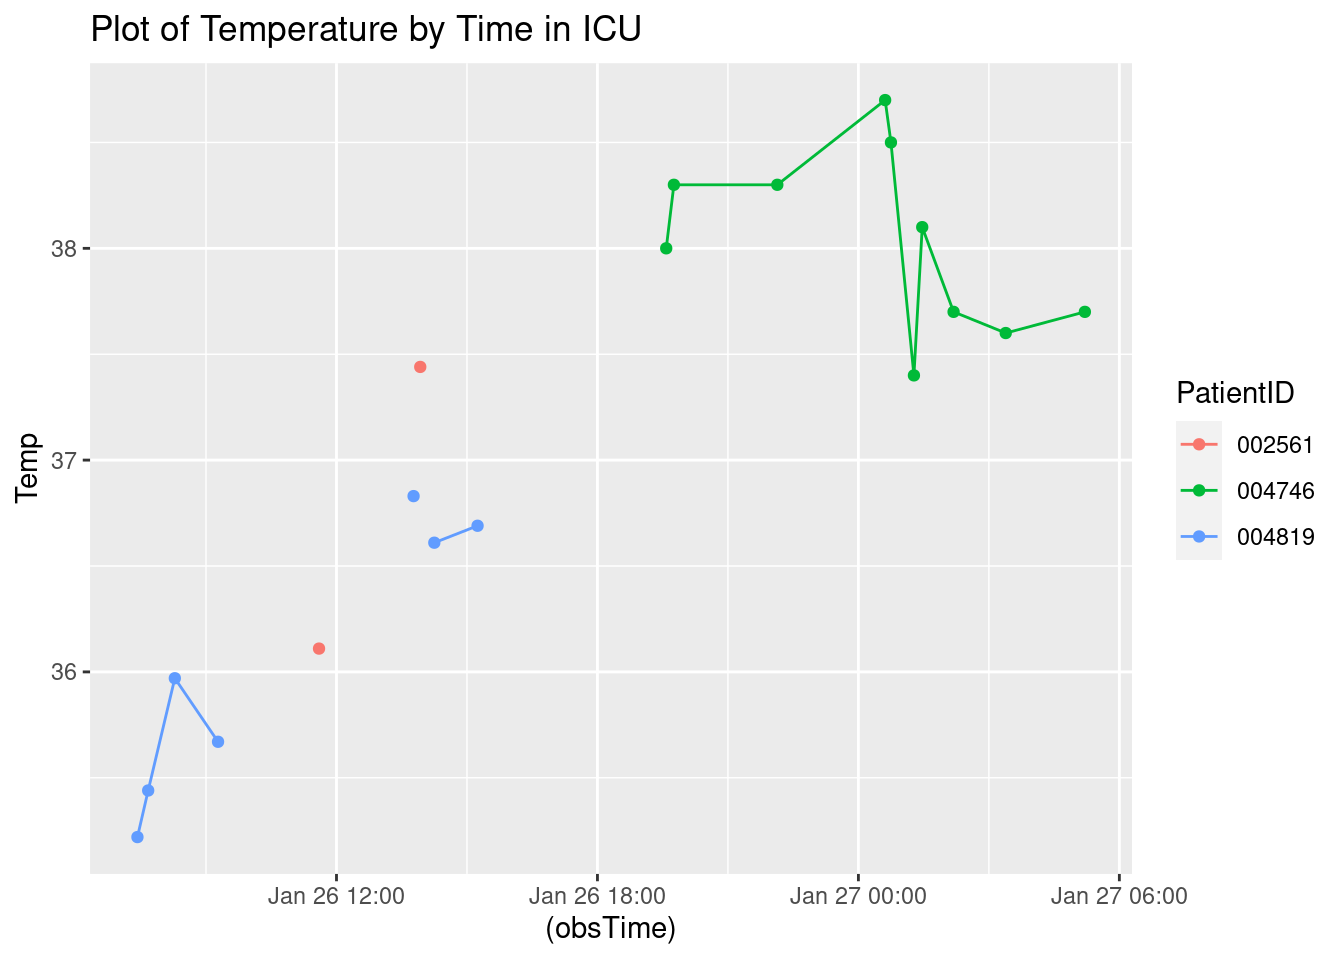 Plot of Temperature by Time in ICU
38
37
36
Temp
Jan 26 12:00
Jan 26 18:00
Jan 27 00:00
Jan 27 06:00
(obsTime)
PatientID
002561
004746
004819